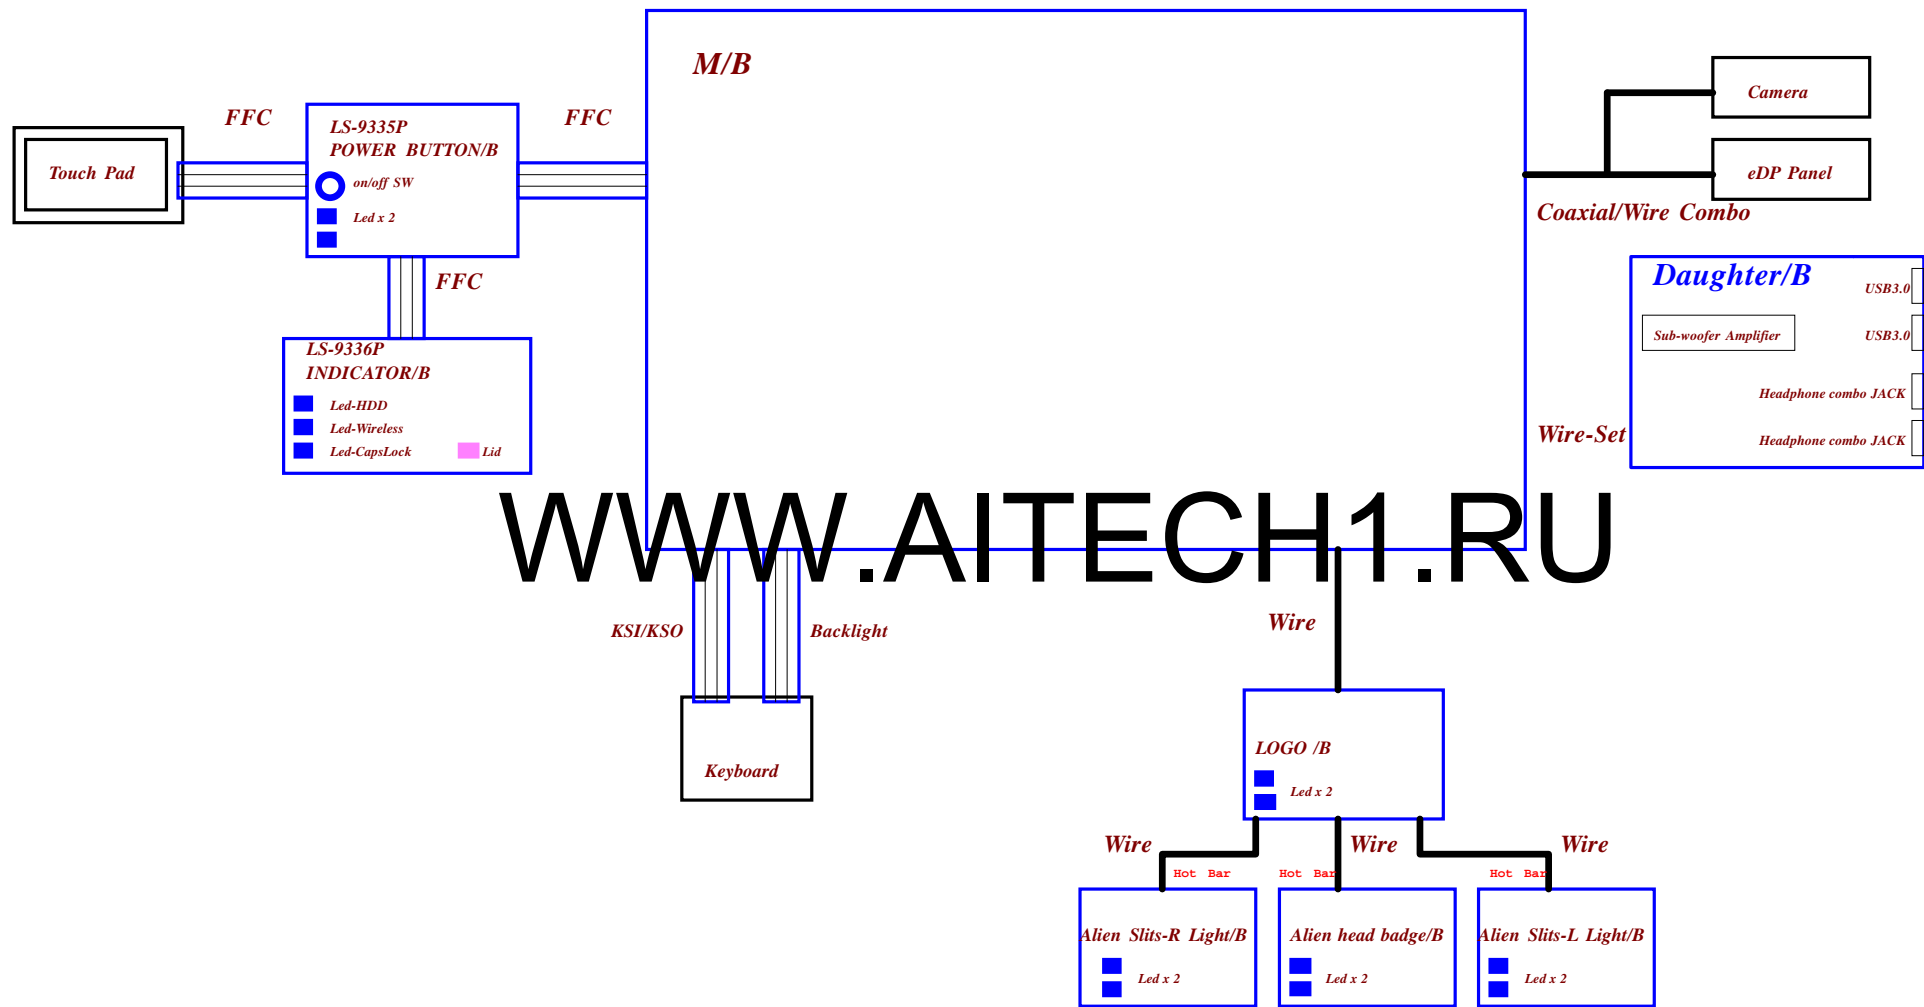 M/B
Camera
eDP Panel
Coaxial/Wire Combo
FFC
FFC
Touch Pad
LS-9335P
POWER BUTTON/B
on/off SW
Led x 2
FFC
LS-9336P
INDICATOR/B
Led-HDD
Led-Wireless
Led-CapsLock
Lid
Daughter/B
USB3.0
Sub-woofer Amplifier
USB3.0
Headphone combo JACK
Headphone combo JACK
Wire-Set
WWW.AITECH1.RU
KSI/KSO
Backlight
Keyboard
Wire
LOGO /B
Led x 2
Wire
Wire
Wire
Hot Bar
Hot Bar
Hot Bar
Alien Slits-R Light/B
Led x 2
Alien head badge/B
Led x 2
Alien Slits-L Light/B
Led x 2